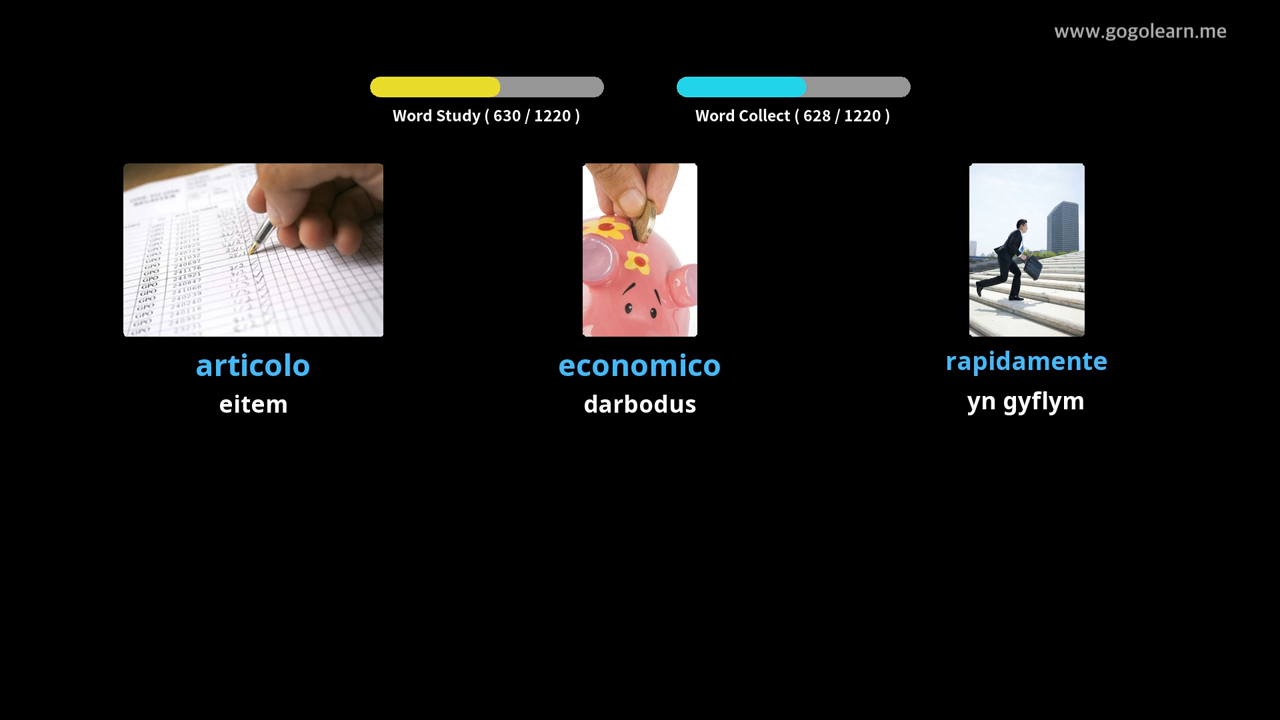 www.gogolearn.me
Word Study ( 630 / 1220 )
Word Collect ( 628 / 1220 )
articolo
economico
rapidamente
eitem
darbodus
yn gyflym